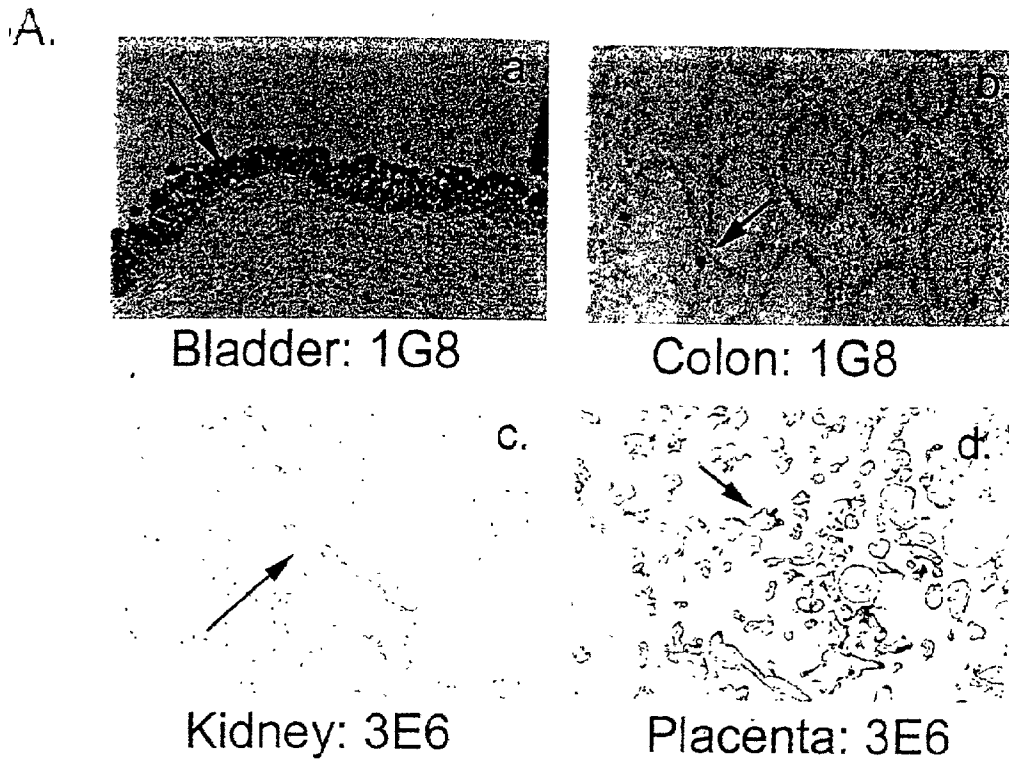 A.
a.
b.
Bladder: 1G8
Colon: 1G8
c.
d.
Kidney: 3E6
Placenta: 3E6